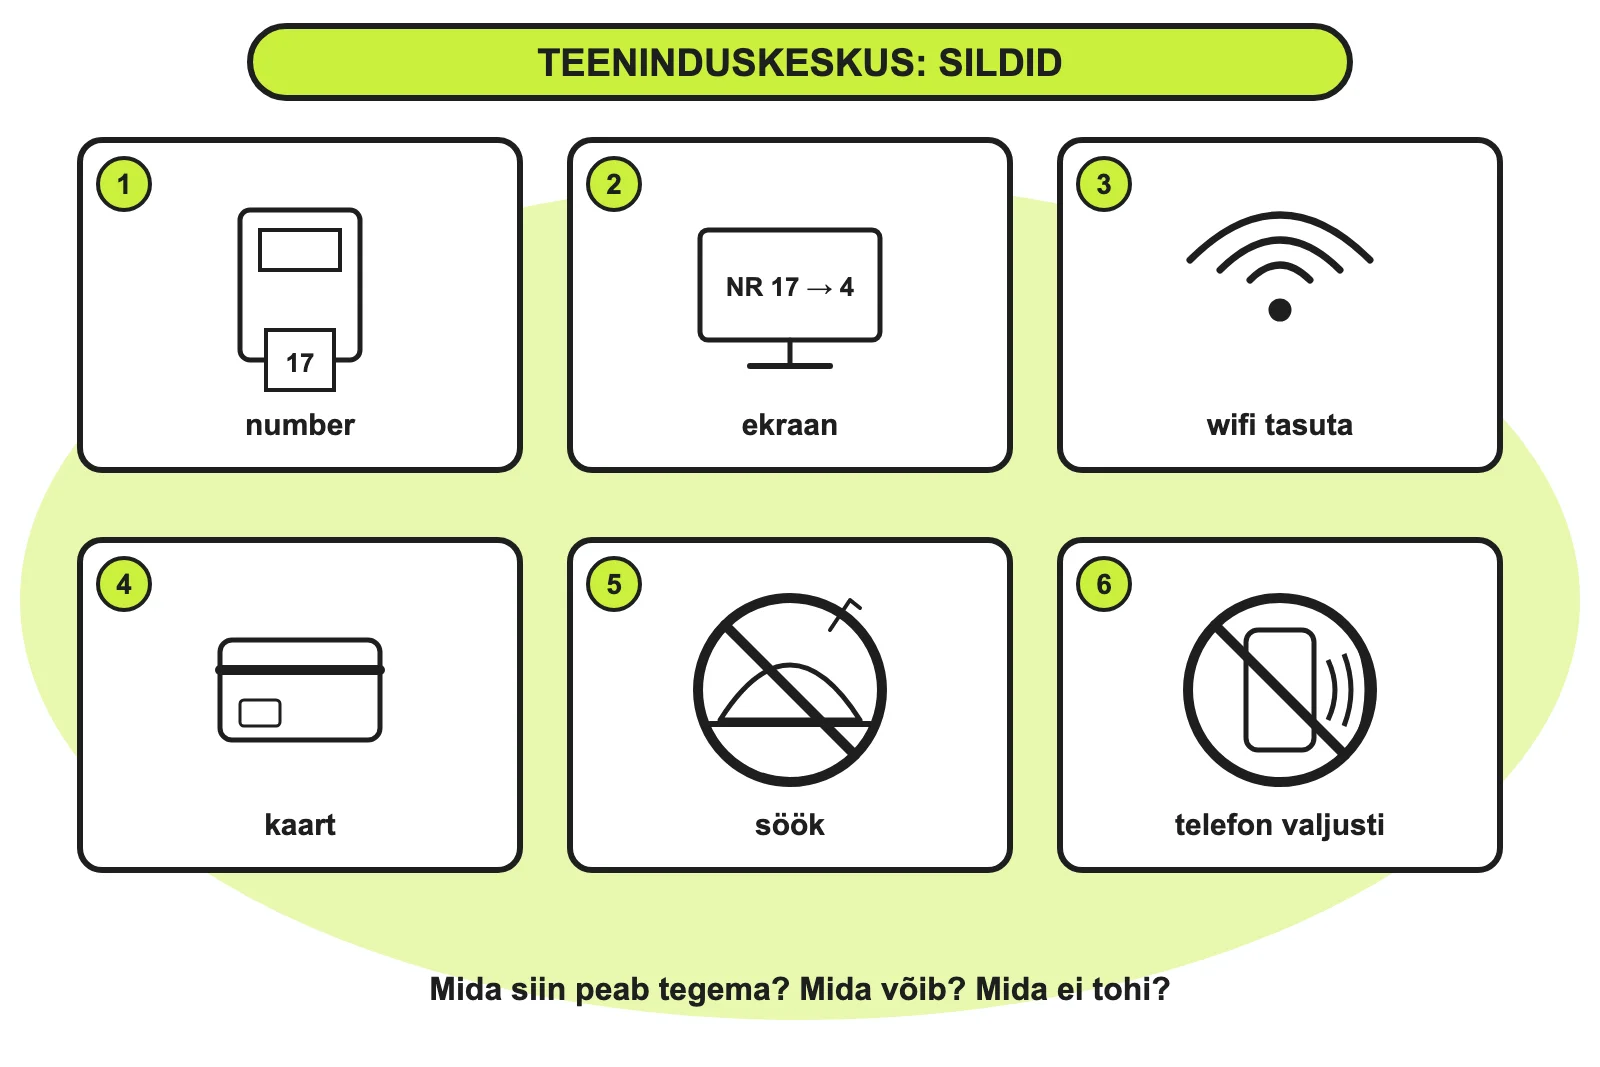 TEENINDUSKESKUS: SILDID
1
17
number
2
NR 17 → 4
ekraan
3
wifi tasuta
4
kaart
5
söök
6
telefon valjusti
Mida siin peab tegema? Mida võib? Mida ei tohi?